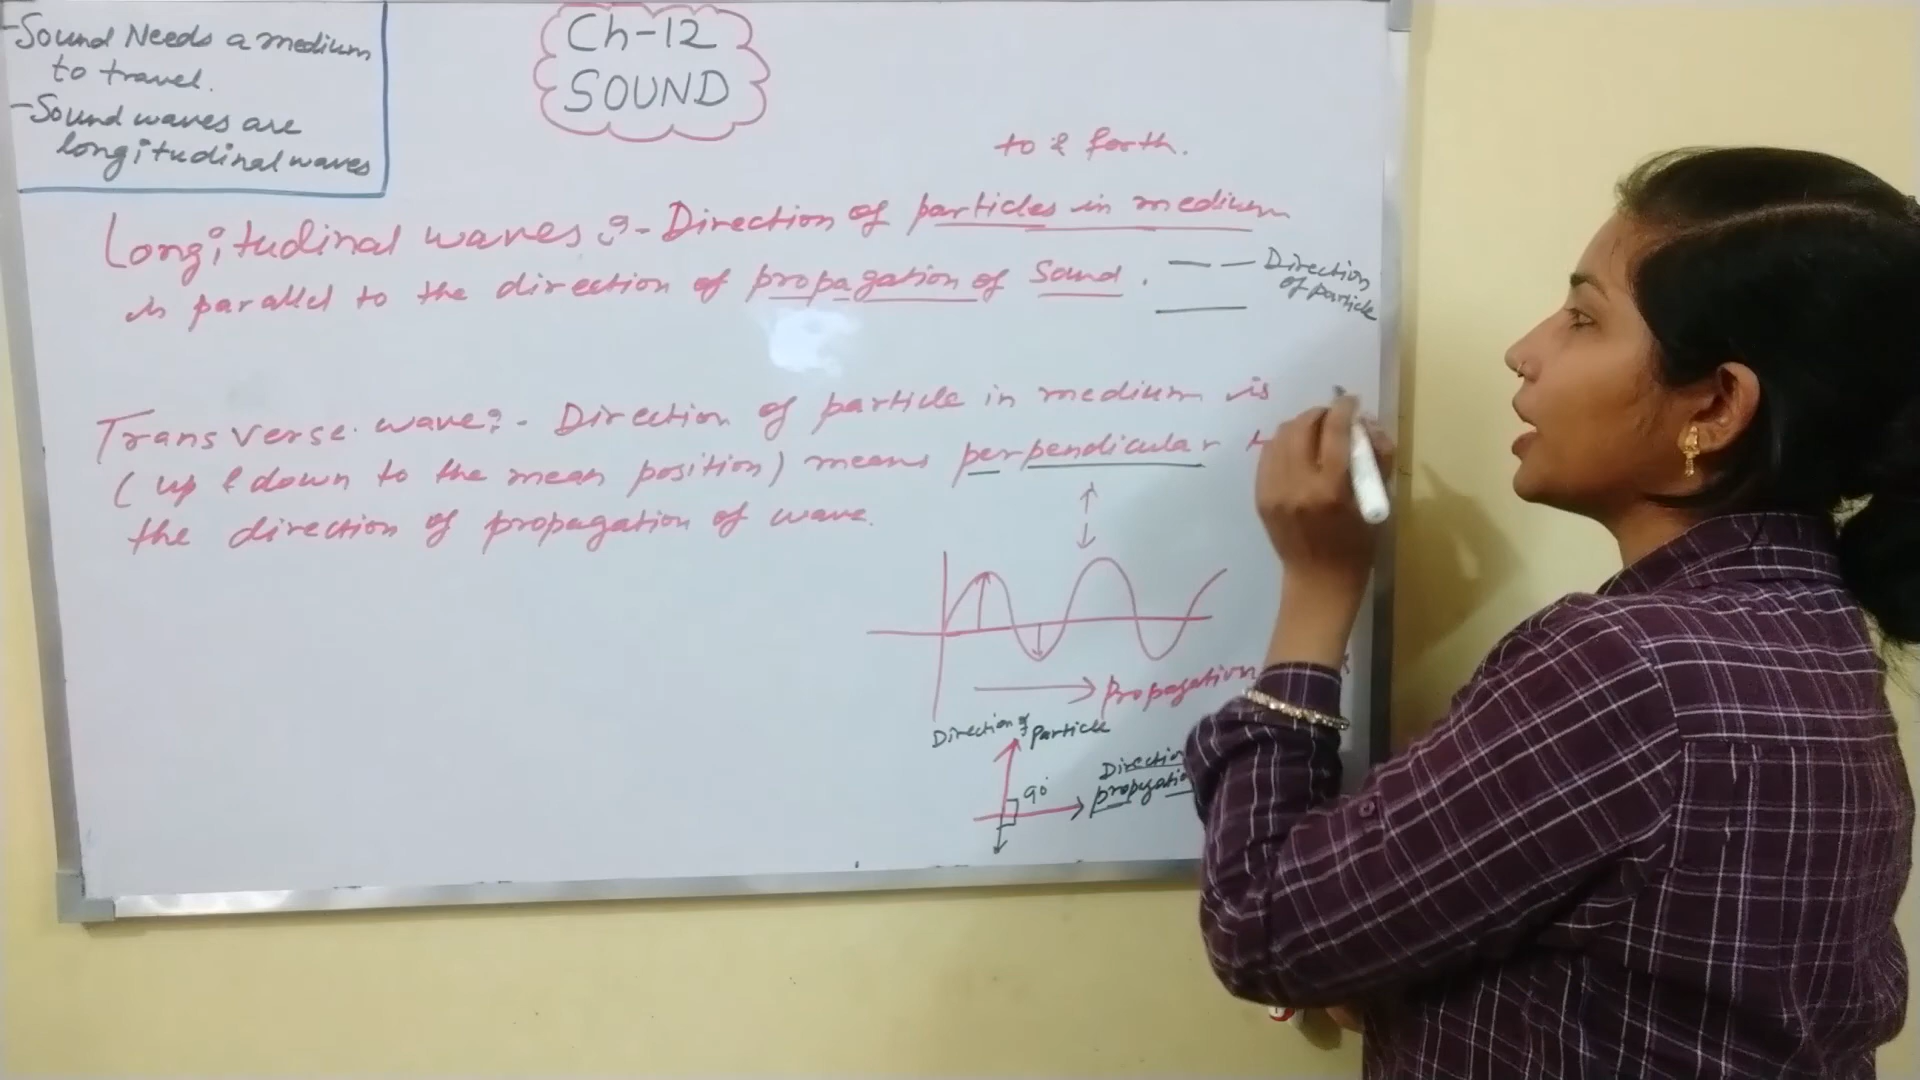 - Sound Needs a medium
to travel.
- Sound waves are
longitudinal waves
Ch-12
SOUND
to & forth.
Longitudinal waves :- Direction of particles in medium
is parallel to the direction of propagation of sound.
Direction
of particle
Transverse wave :- Direction of particle in medium is
( up & down to the mean position ) means perpendicular
the direction of propagation of wave.
Propagation
Direction of Particle
90°
Direction
propagation